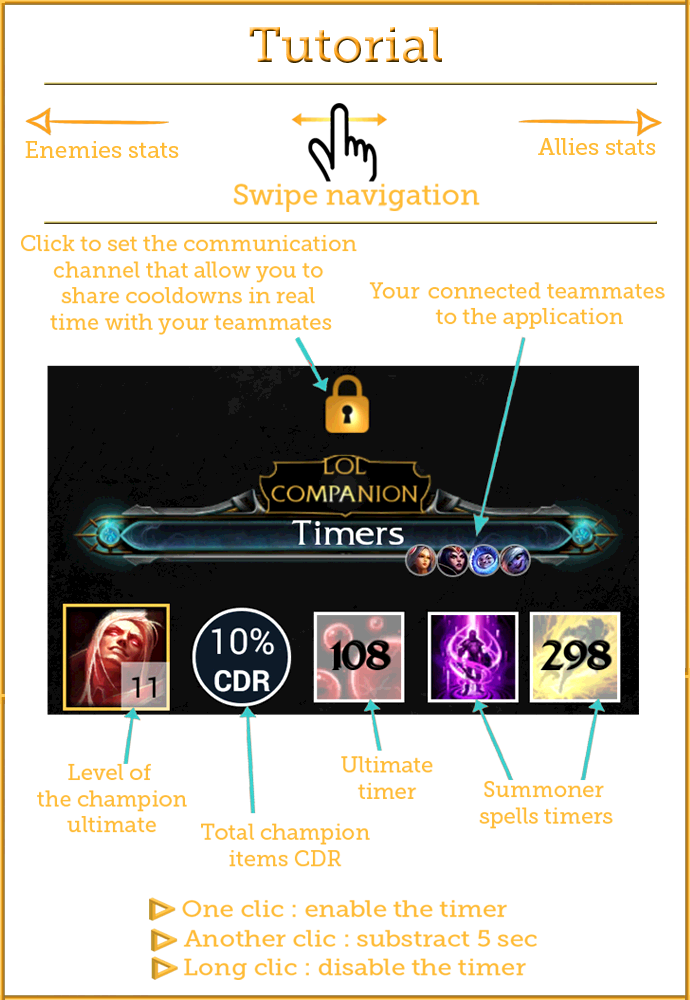 Tutorial
Enemies stats
Allies stats
Swipe navigation
Click to set the communication
channel that allow you to
share cooldowns in real
time with your teammates
Your connected teammates
to the application
LOL
COMPANION
Timers
11
10%
CDR
108
298
Level of
the champion
ultimate
Total champion
items CDR
Ultimate
timer
Summoner
spells timers
One clic : enable the timer
Another clic : substract 5 sec
Long clic : disable the timer